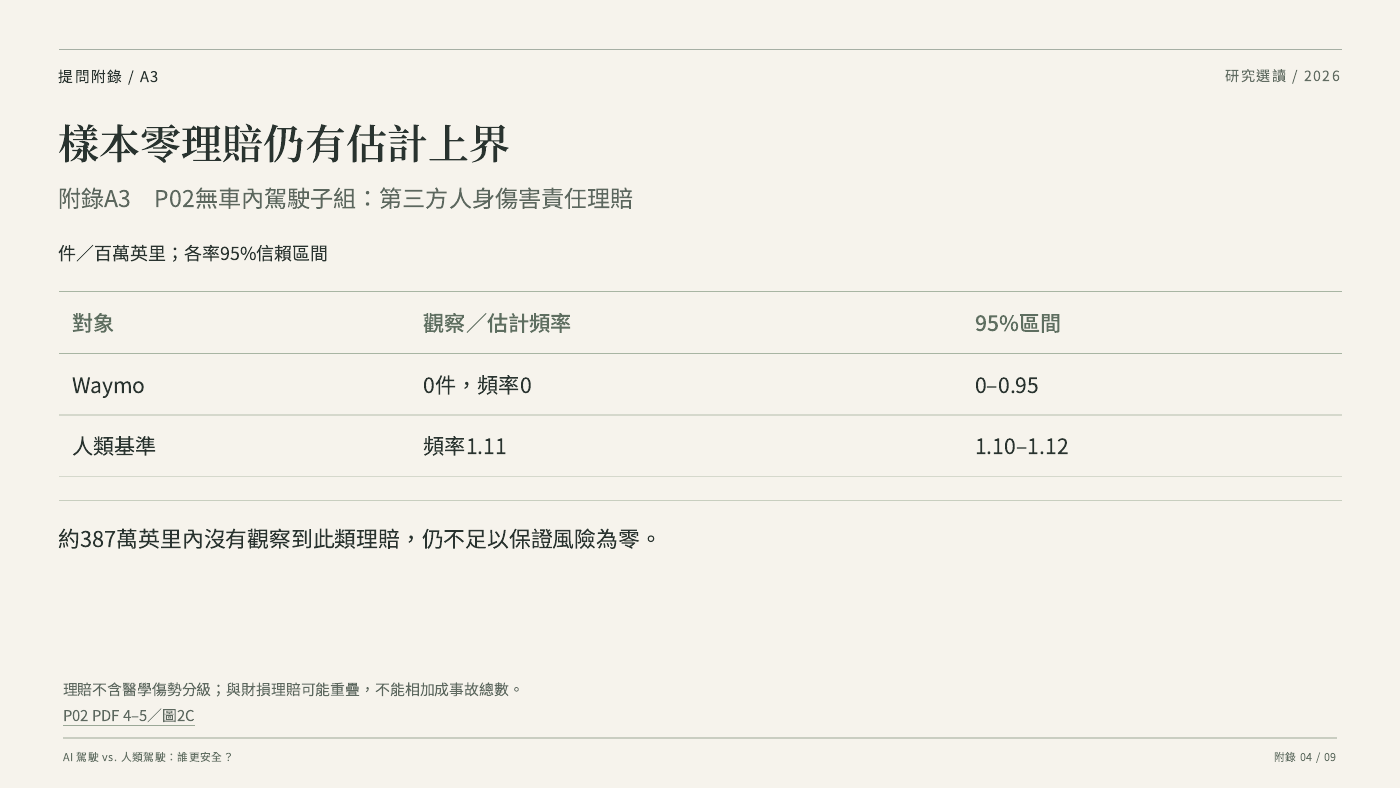 提問附錄 / A3
研究選讀 / 2026
樣本零理賠仍有估計上界
附錄A3　P02無車內駕駛子組：第三方人身傷害責任理賠
件／百萬英里；各率95%信賴區間
對象 觀察／估計頻率 95%區間
Waymo 0件，頻率0 0–0.95
人類基準 頻率1.11 1.10–1.12
約387萬英里內沒有觀察到此類理賠，仍不足以保證風險為零。
理賠不含醫學傷勢分級；與財損理賠可能重疊，不能相加成事故總數。
P02 PDF 4–5／圖2C
AI 駕駛 vs. 人類駕駛：誰更安全？
附錄 04 / 09